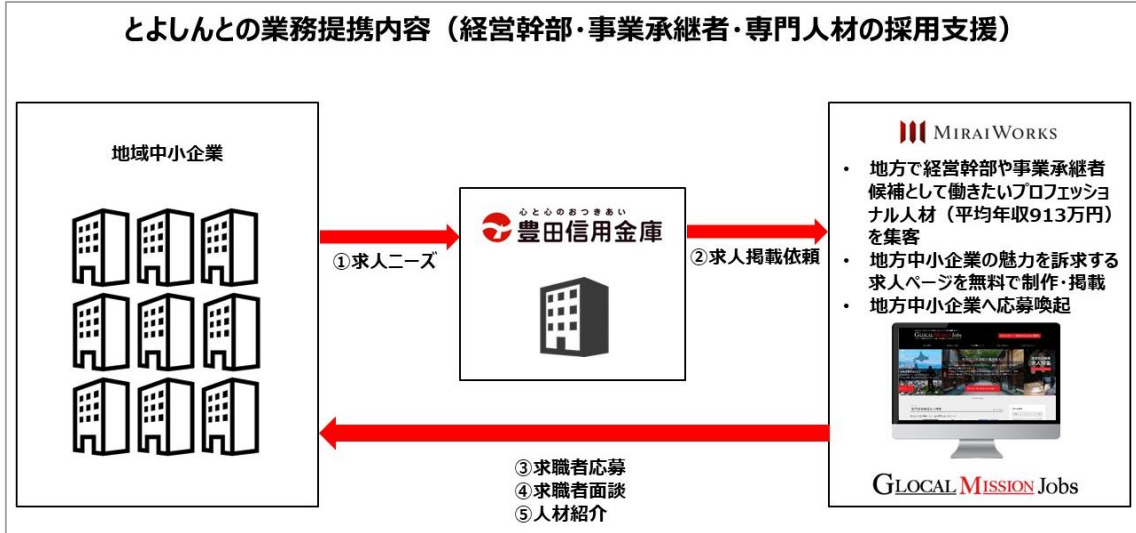 とよしんとの業務提携内容（経営幹部・事業承継者・専門人材の採用支援）
地域中小企業
①求人ニーズ
心と心のおつきあい
豊田信用金庫
②求人掲載依頼
MIRAIWORKS
・ 地方で経営幹部や事業承継者
候補として働きたいプロフェッショ
ナル人材（平均年収913万円）
を集客
・ 地方中小企業の魅力を訴求する
求人ページを無料で制作・掲載
・ 地方中小企業へ応募喚起
GLOCAL MISSION Jobs
GLOCAL MISSION Jobs
③求職者応募
④求職者面談
⑤人材紹介